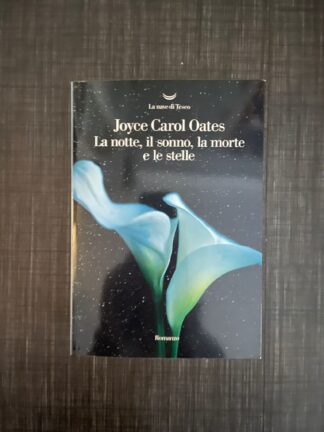 La nave di Teseo
Joyce Carol Oates
La notte, il sonno, la morte
e le stelle
Romanzo